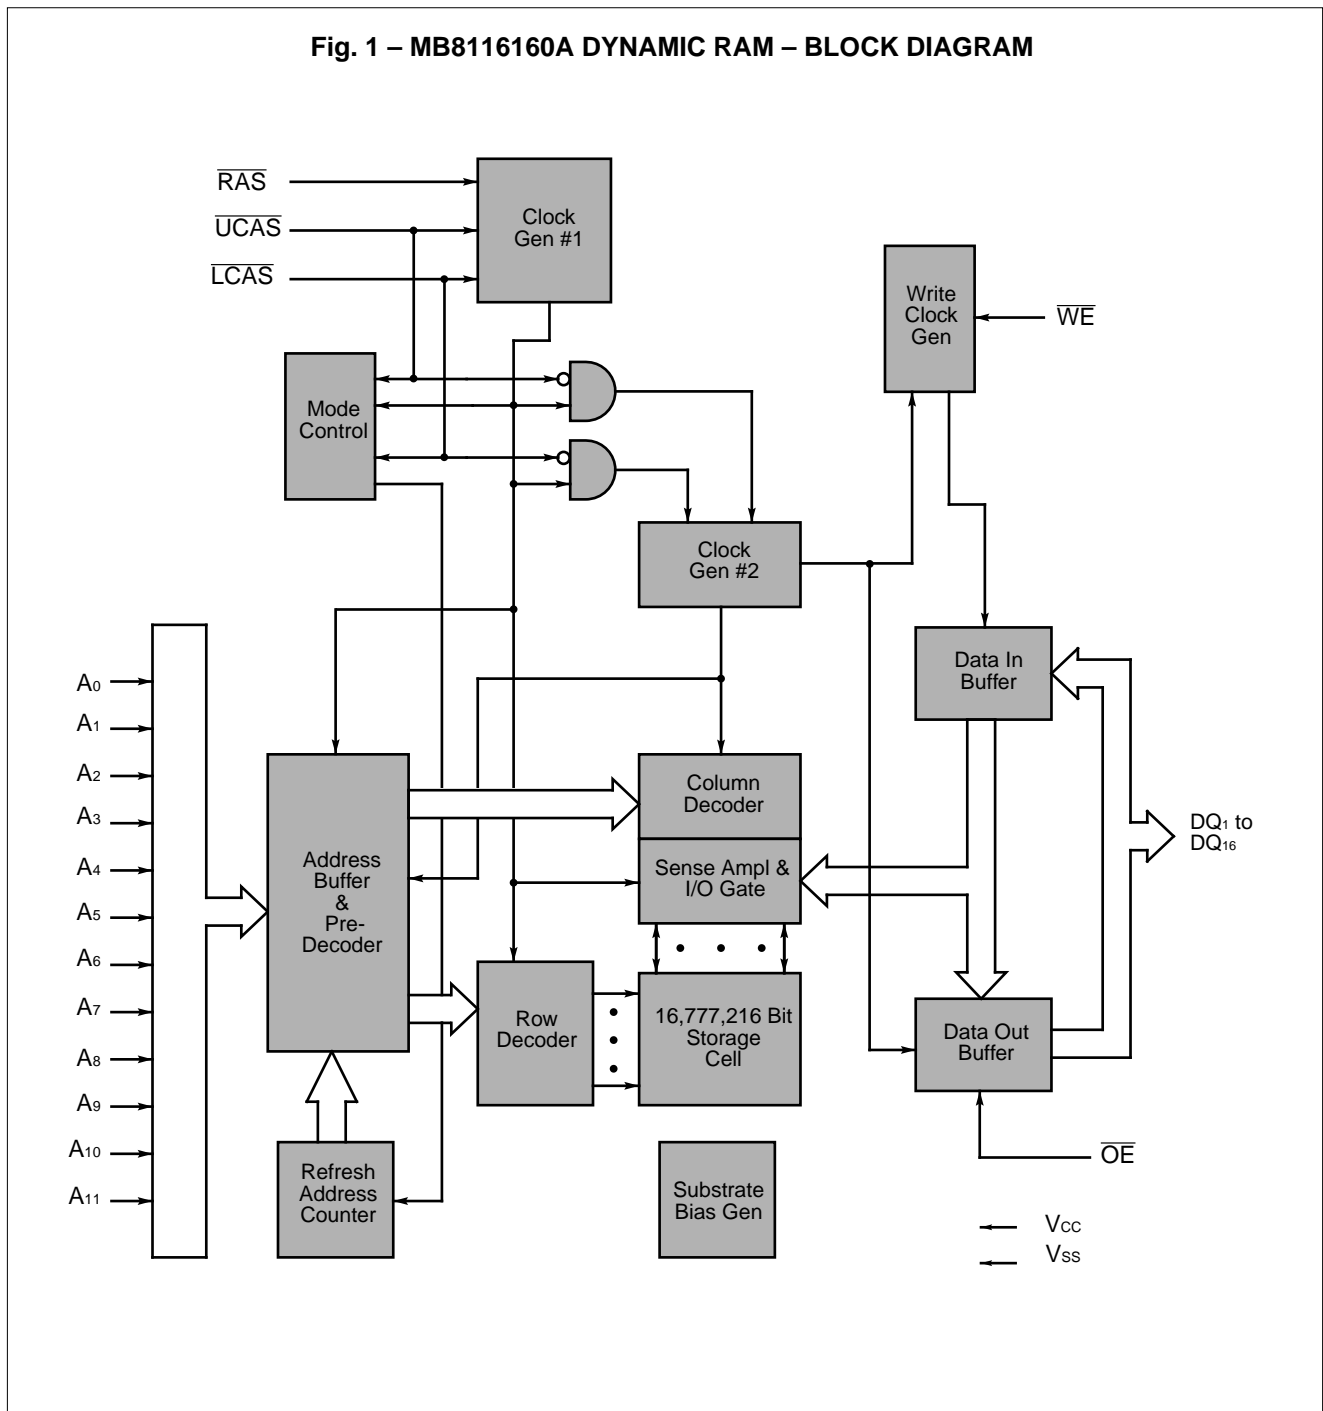 Fig. 1 – MB8116160A DYNAMIC RAM – BLOCK DIAGRAM
RAS
UCAS
LCAS
Clock
Gen #1
Write
Clock
Gen
WE
Mode
Control
Clock
Gen #2
Data In
Buffer
A0
A1
A2
A3
A4
A5
A6
A7
A8
A9
A10
A11
Address
Buffer
&
Pre-
Decoder
Column
Decoder
Sense Ampl &
I/O Gate
DQ1 to
DQ16
Row
Decoder
16,777,216 Bit
Storage
Cell
Data Out
Buffer
Refresh
Address
Counter
Substrate
Bias Gen
OE
VCC
VSS